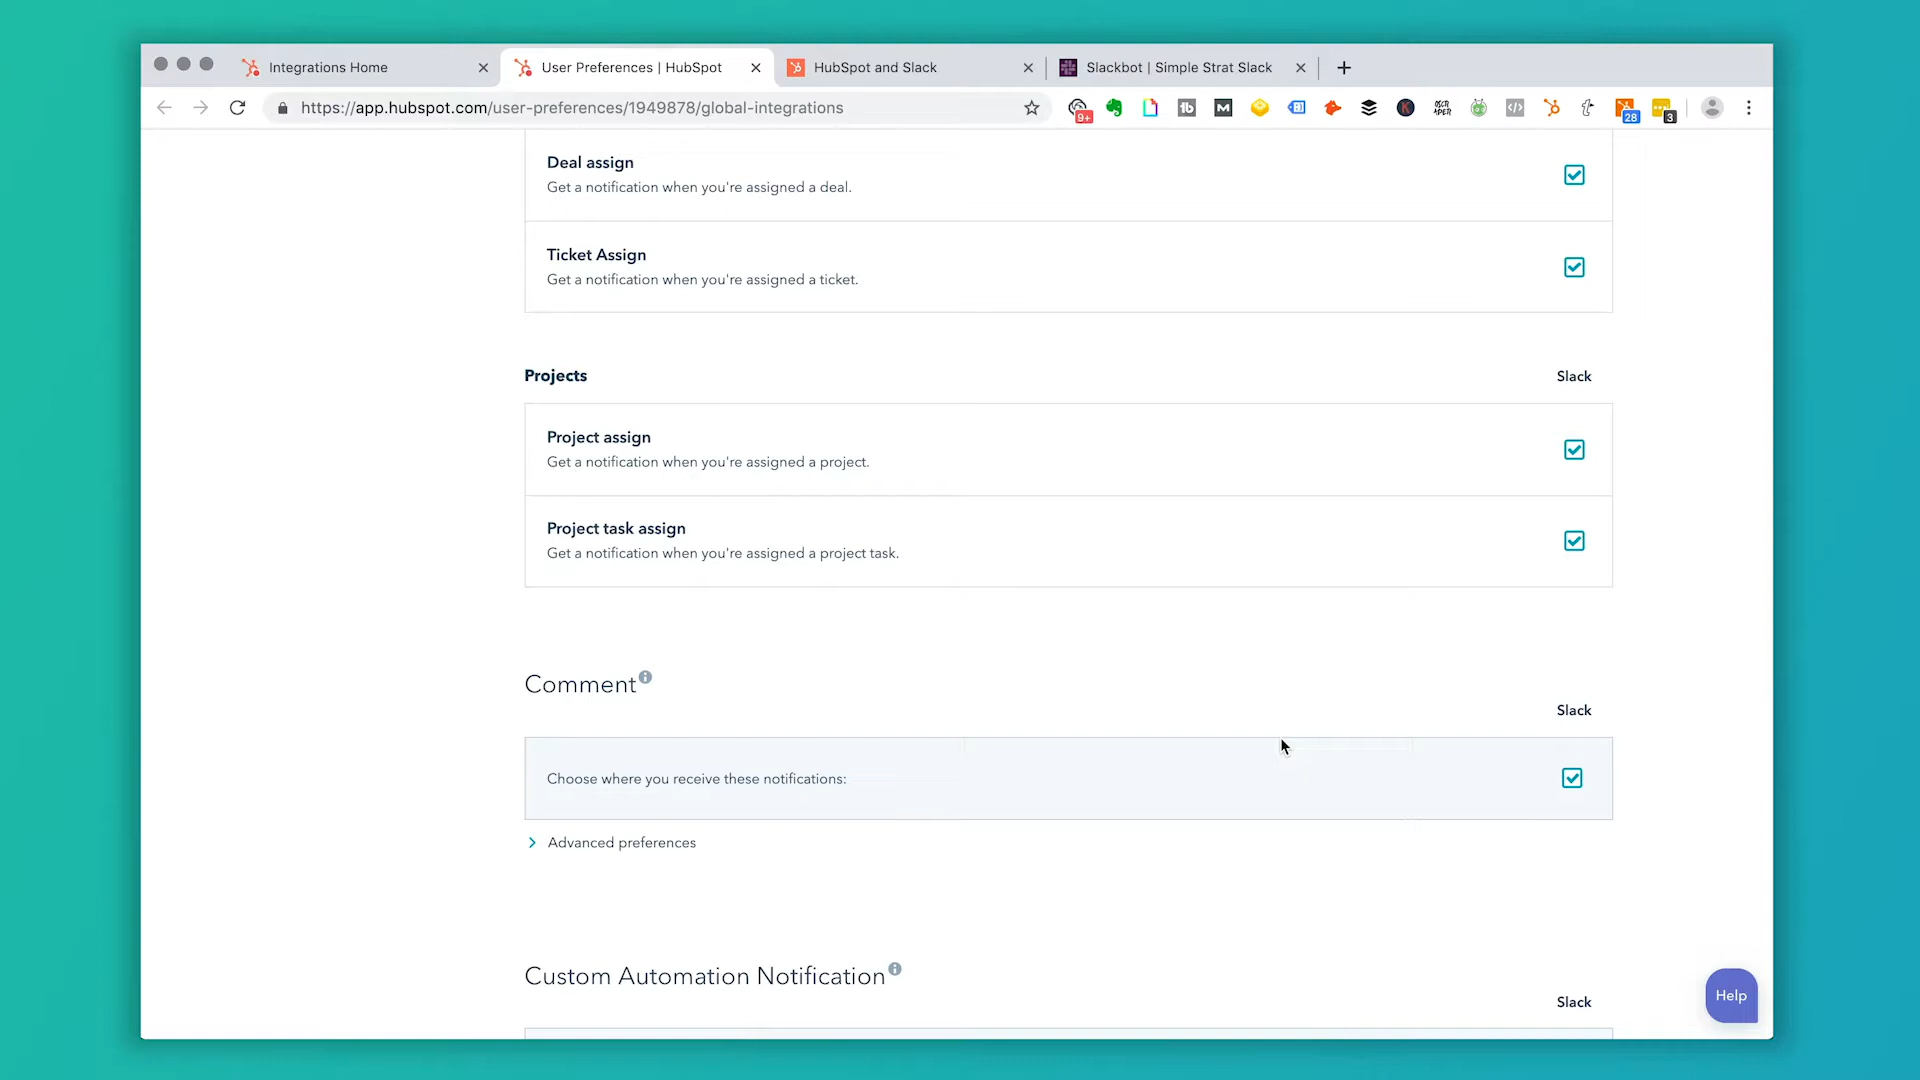 Integrations Home
User Preferences | HubSpot
HubSpot and Slack
Slackbot | Simple Strat Slack
https://app.hubspot.com/user-preferences/1949878/global-integrations
9+
28
3
Deal assign
Get a notification when you're assigned a deal.
Ticket Assign
Get a notification when you're assigned a ticket.
Projects
Slack
Project assign
Get a notification when you're assigned a project.
Project task assign
Get a notification when you're assigned a project task.
Comment
Slack
Choose where you receive these notifications:
Advanced preferences
Custom Automation Notification
Slack
Help